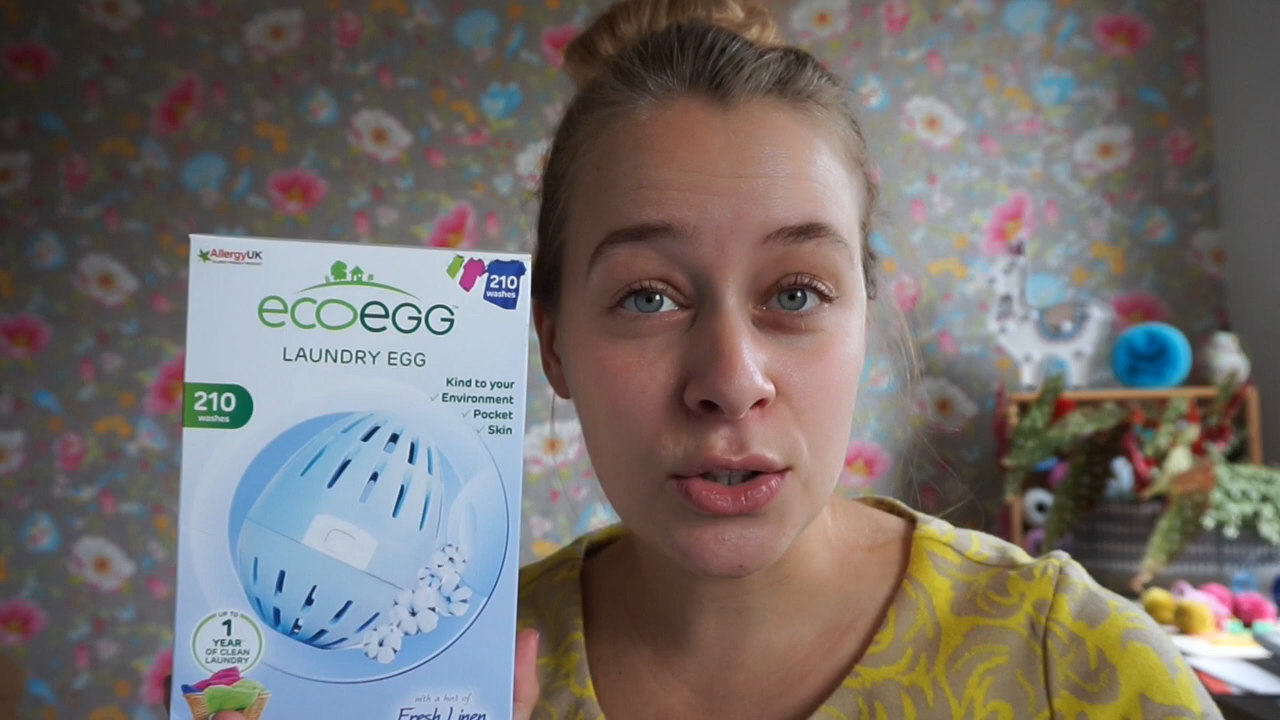 AllergyUK
210
washes
ecoegg
LAUNDRY EGG
210
washes
Kind to your
Environment
Pocket
Skin
UP TO
1
YEAR
OF CLEAN
LAUNDRY
with a hint of
Fresh Linen